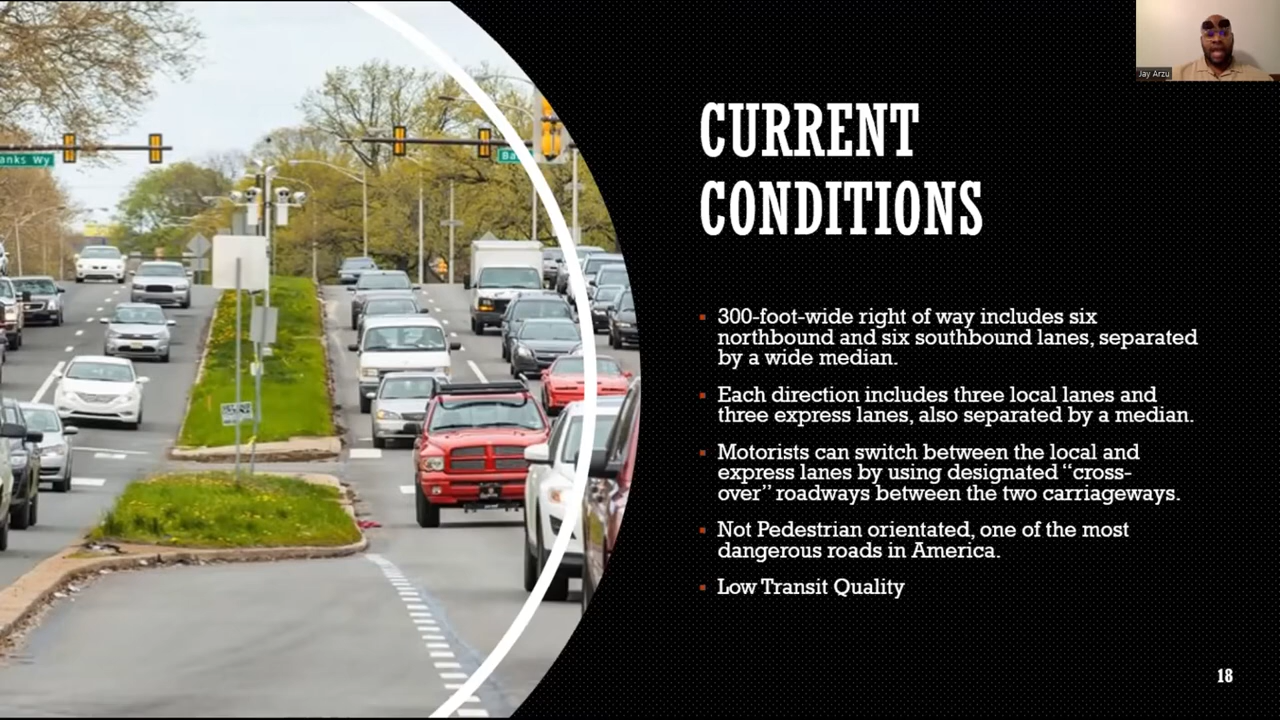 Jay Arzu
anks Wy
Ba
CURRENT
CONDITIONS
300-foot-wide right of way includes six
northbound and six southbound lanes, separated
by a wide median.
Each direction includes three local lanes and
three express lanes, also separated by a median.
Motorists can switch between the local and
express lanes by using designated “cross-
over” roadways between the two carriageways.
Not Pedestrian orientated, one of the most
dangerous roads in America.
Low Transit Quality
18